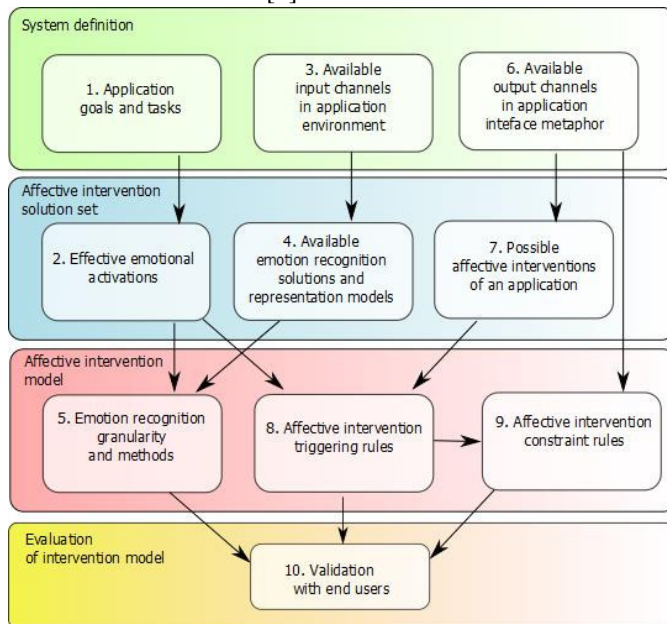 System definition
1. Application
goals and tasks
3. Available
input channels
in application
environment
6. Available
output channels
in application
inteface metaphor
Affective intervention
solution set
2. Effective emotional
activations
4. Available
emotion recognition
solutions and
representation models
7. Possible
affective interventions
of an application
Affective intervention
model
5. Emotion recognition
granularity
and methods
8. Affective intervention
triggering rules
9. Affective intervention
constraint rules
Evaluation
of intervention model
10. Validation
with end users